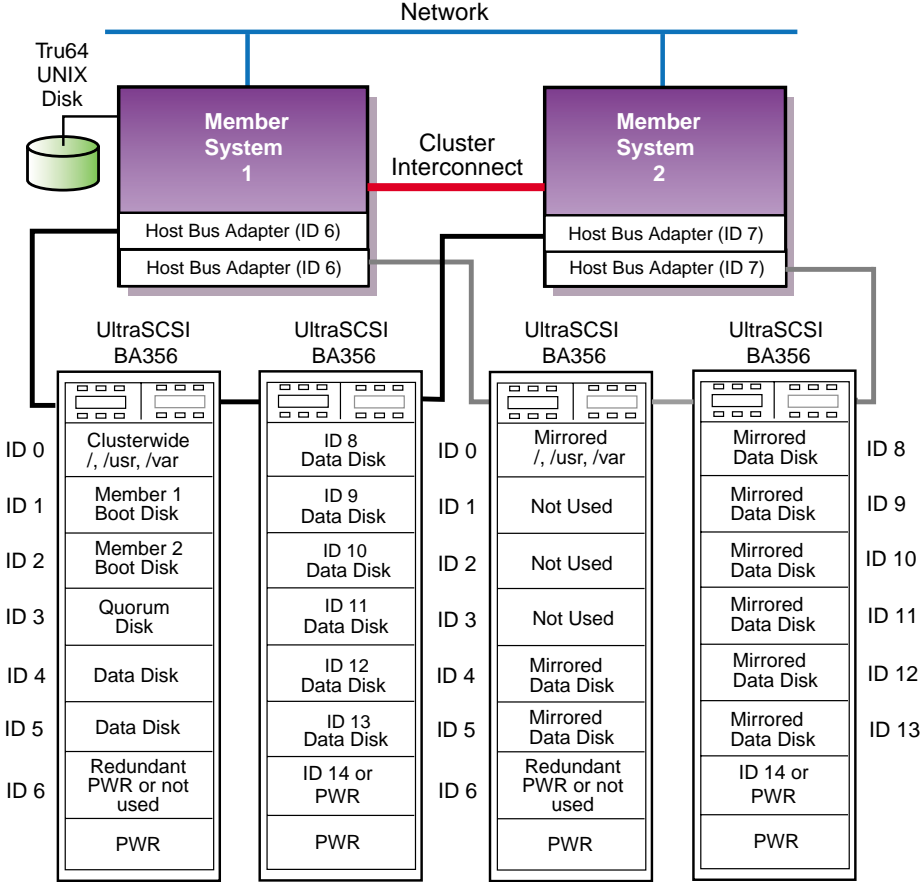 Network
Tru64
UNIX
Disk
Member
System
1
Cluster
Interconnect
Member
System
2
Host Bus Adapter (ID 6)
Host Bus Adapter (ID 6)
Host Bus Adapter (ID 7)
Host Bus Adapter (ID 7)
UltraSCSI
BA356
UltraSCSI
BA356
UltraSCSI
BA356
UltraSCSI
BA356
ID 0
ID 1
ID 2
ID 3
ID 4
ID 5
ID 6
Clusterwide
/, /usr, /var
Member 1
Boot Disk
Member 2
Boot Disk
Quorum
Disk
Data Disk
Data Disk
Redundant
PWR or not
used
PWR
ID 8
Data Disk
ID 9
Data Disk
ID 10
Data Disk
ID 11
Data Disk
ID 12
Data Disk
ID 13
Data Disk
ID 14 or
PWR
PWR
ID 0
ID 1
ID 2
ID 3
ID 4
ID 5
ID 6
Mirrored
/, /usr, /var
Not Used
Not Used
Not Used
Mirrored
Data Disk
Mirrored
Data Disk
Redundant
PWR or not
used
PWR
Mirrored
Data Disk
Mirrored
Data Disk
Mirrored
Data Disk
Mirrored
Data Disk
Mirrored
Data Disk
Mirrored
Data Disk
ID 14 or
PWR
PWR
ID 8
ID 9
ID 10
ID 11
ID 12
ID 13